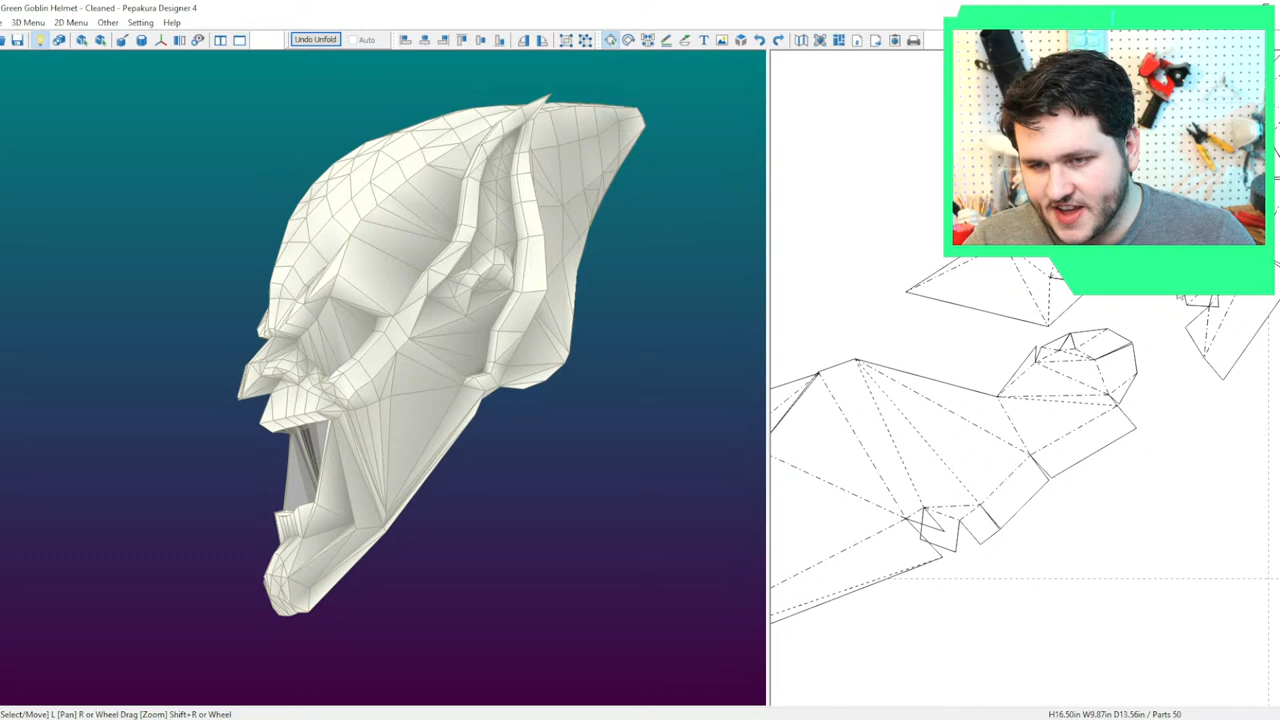 Green Goblin Helmet - Cleaned - Pepakura Designer 4
3D Menu 2D Menu Other Setting Help
Undo Unfold Auto
Select/Move] L [Pan] R or Wheel Drag [Zoom] Shift+R or Wheel
H16.50in W9.87in D13.56in / Parts 50